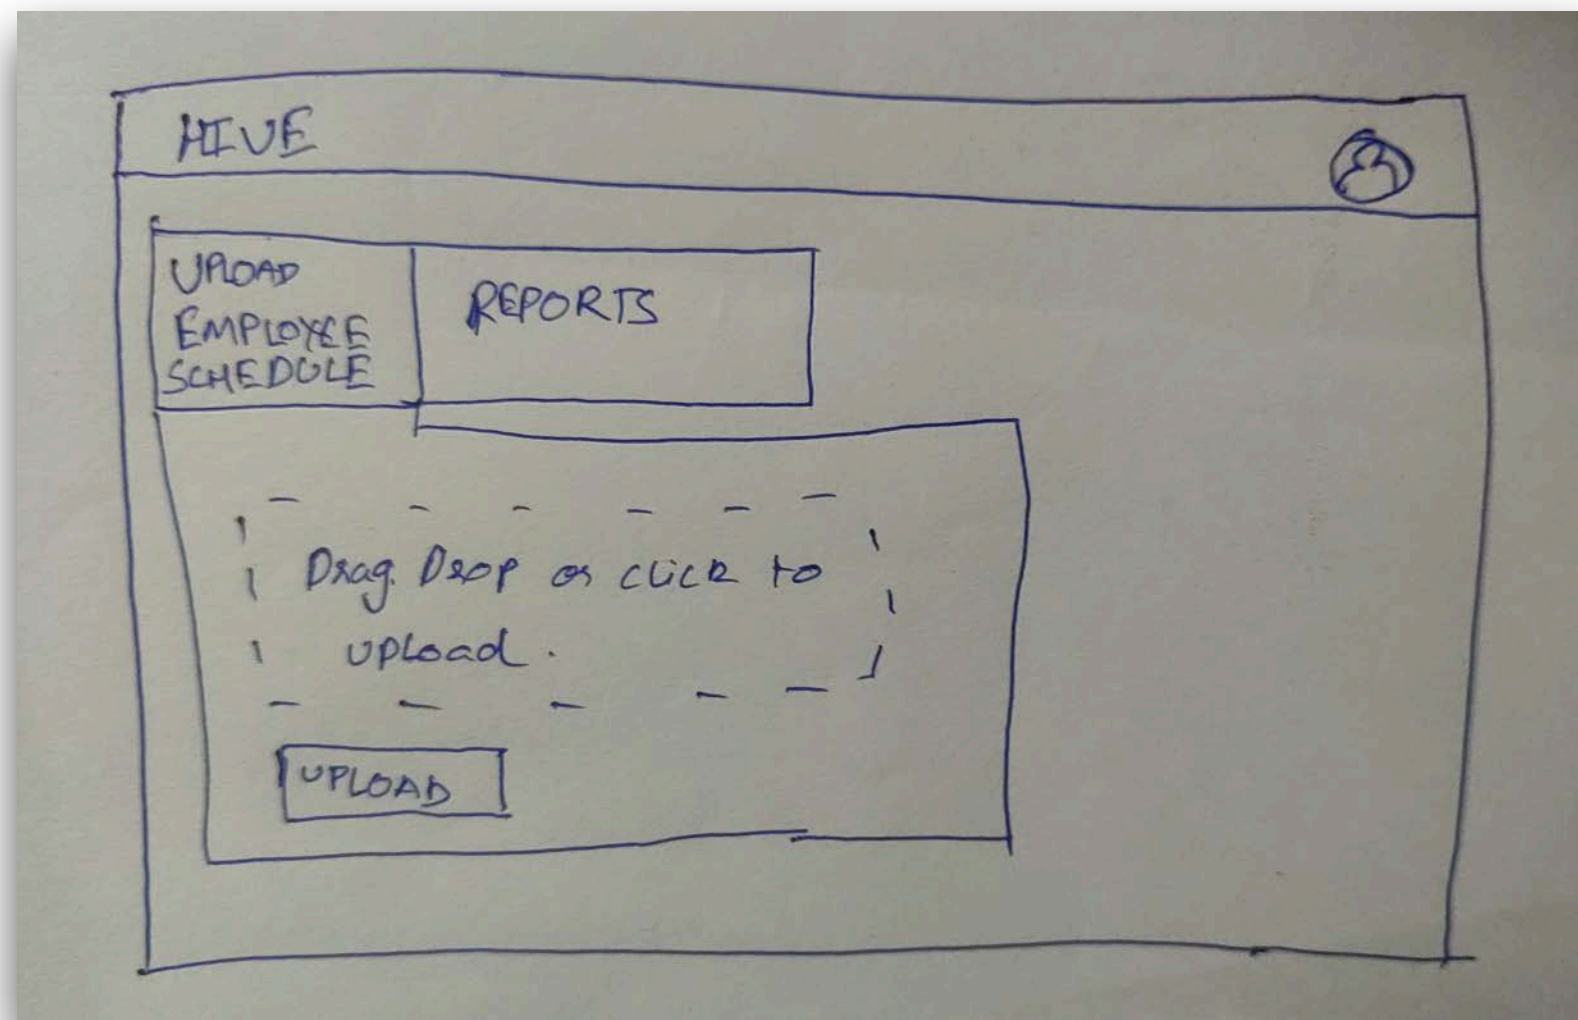 HIVE
UPLOAD
EMPLOYEE
SCHEDULE
REPORTS
Drag. Drop or click to
upload.
UPLOAD